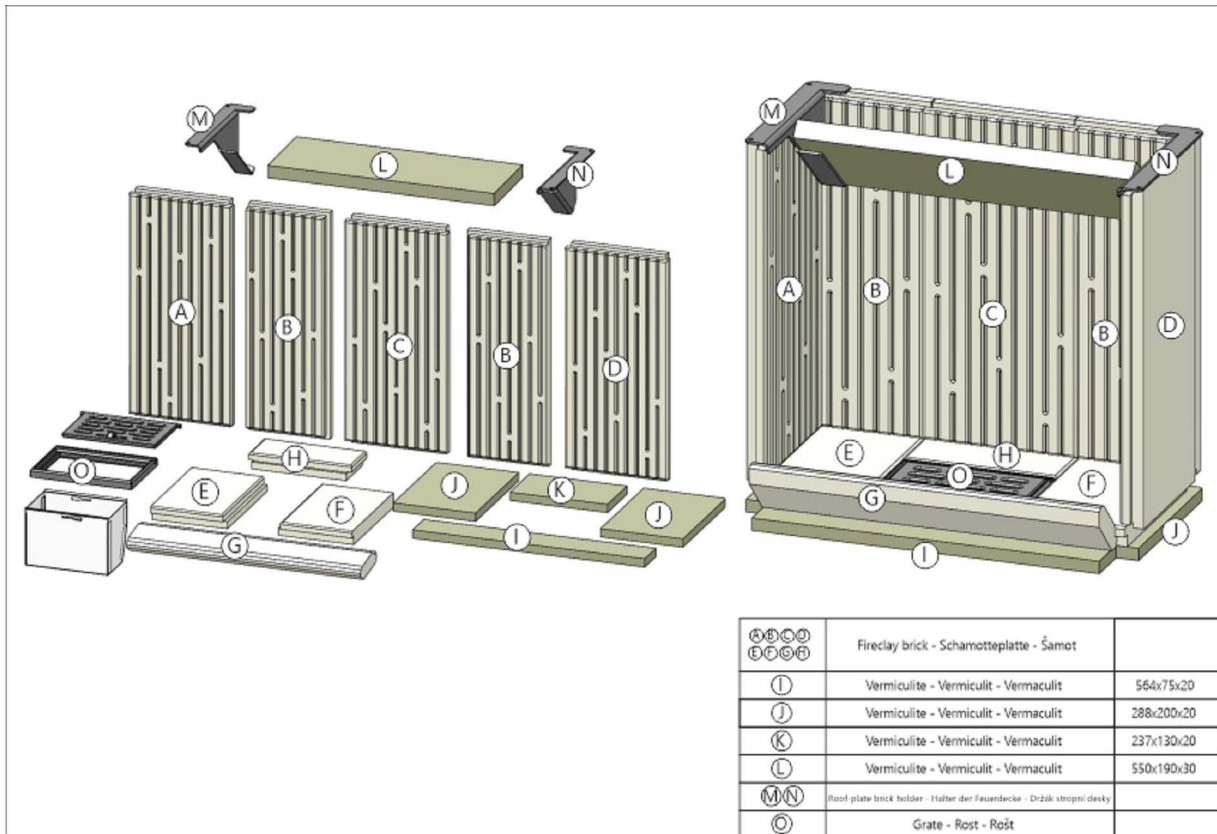 M
L
N
A
B
C
B
D
O
H
E
F
G
J
K
J
I
M
N
L
A
B
C
B
D
E
H
O
F
G
J
I
A B C D
E F G H
Fireclay brick - Schamotteplatte - Šamot
I Vermiculite - Vermiculit - Vermaculit 564x75x20
J Vermiculite - Vermiculit - Vermaculit 288x200x20
K Vermiculite - Vermiculit - Vermaculit 237x130x20
L Vermiculite - Vermiculit - Vermaculit 550x190x30
M N Roof-plate brick holder - Halter der Feuerdecke - Držák stropní desky
O Grate - Rost - Rošt